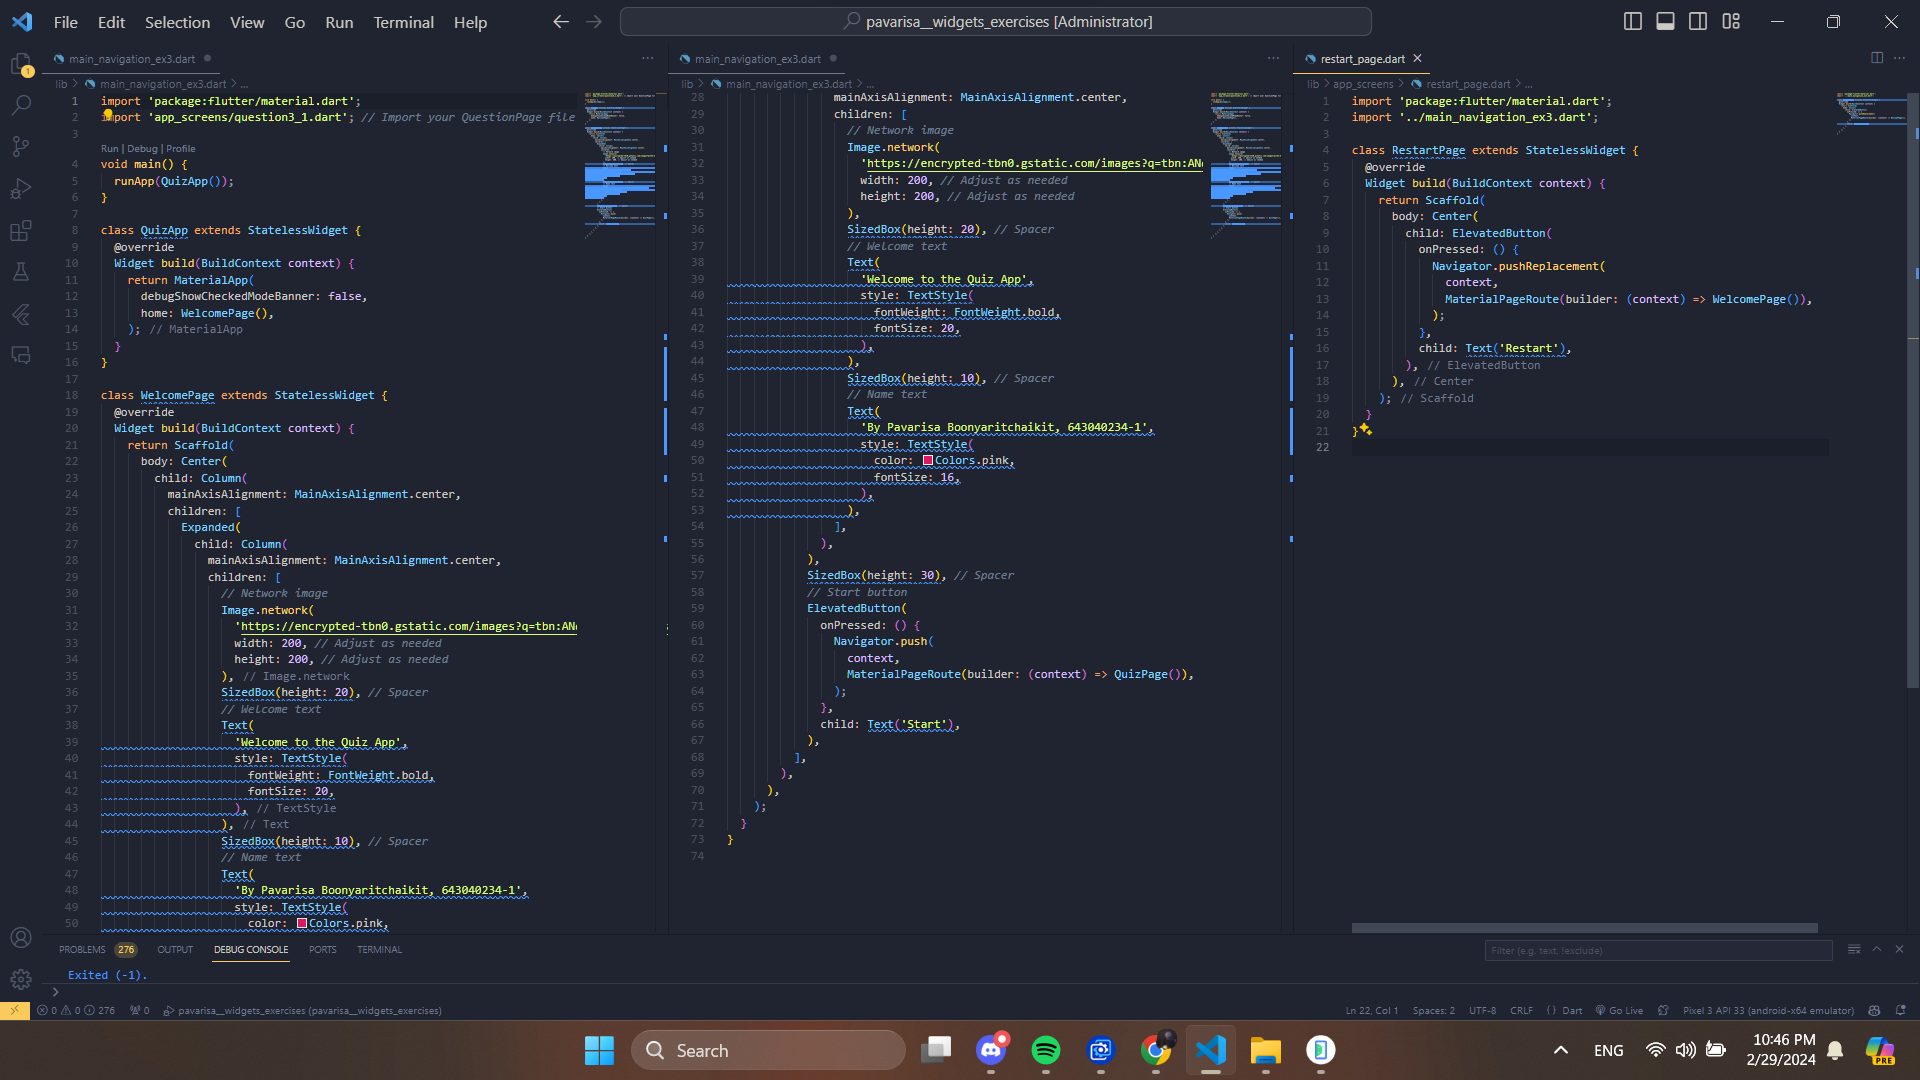 File Edit Selection View Go Run Terminal Help
pavarisa__widgets_exercises [Administrator]
main_navigation_ex3.dart
lib > main_navigation_ex3.dart > ...
1 import 'package:flutter/material.dart';
2 import 'app_screens/question3_1.dart'; // Import your QuestionPage file
3
Run | Debug | Profile
4 void main() {
5 runApp(QuizApp());
6 }
7
8 class QuizApp extends StatelessWidget {
9 @override
10 Widget build(BuildContext context) {
11 return MaterialApp(
12 debugShowCheckedModeBanner: false,
13 home: WelcomePage(),
14 ); // MaterialApp
15 }
16 }
17
18 class WelcomePage extends StatelessWidget {
19 @override
20 Widget build(BuildContext context) {
21 return Scaffold(
22 body: Center(
23 child: Column(
24 mainAxisAlignment: MainAxisAlignment.center,
25 children: [
26 Expanded(
27 child: Column(
28 mainAxisAlignment: MainAxisAlignment.center,
29 children: [
30 // Network image
31 Image.network(
32 'https://encrypted-tbn0.gstatic.com/images?q=tbn:AN
33 width: 200, // Adjust as needed
34 height: 200, // Adjust as needed
35 ), // Image.network
36 SizedBox(height: 20), // Spacer
37 // Welcome text
38 Text(
39 'Welcome to the Quiz App',
40 style: TextStyle(
41 fontWeight: FontWeight.bold,
42 fontSize: 20,
43 ), // TextStyle
44 ), // Text
45 SizedBox(height: 10), // Spacer
46 // Name text
47 Text(
48 'By Pavarisa Boonyaritchaikit, 643040234-1',
49 style: TextStyle(
50 color: Colors.pink,
main_navigation_ex3.dart
lib > main_navigation_ex3.dart > ...
28 mainAxisAlignment: MainAxisAlignment.center,
29 children: [
30 // Network image
31 Image.network(
32 'https://encrypted-tbn0.gstatic.com/images?q=tbn:AN
33 width: 200, // Adjust as needed
34 height: 200, // Adjust as needed
35 ),
36 SizedBox(height: 20), // Spacer
37 // Welcome text
38 Text(
39 'Welcome to the Quiz App',
40 style: TextStyle(
41 fontWeight: FontWeight.bold,
42 fontSize: 20,
43 ),
44 ),
45 SizedBox(height: 10), // Spacer
46 // Name text
47 Text(
48 'By Pavarisa Boonyaritchaikit, 643040234-1',
49 style: TextStyle(
50 color: Colors.pink,
51 fontSize: 16,
52 ),
53 ),
54 ],
55 ),
56 ),
57 SizedBox(height: 30), // Spacer
58 // Start button
59 ElevatedButton(
60 onPressed: () {
61 Navigator.push(
62 context,
63 MaterialPageRoute(builder: (context) => QuizPage()),
64 );
65 },
66 child: Text('Start'),
67 ),
68 ],
69 ),
70 ),
71 );
72 }
73 }
74
restart_page.dart
lib > app_screens > restart_page.dart > ...
1 import 'package:flutter/material.dart';
2 import '../main_navigation_ex3.dart';
3
4 class RestartPage extends StatelessWidget {
5 @override
6 Widget build(BuildContext context) {
7 return Scaffold(
8 body: Center(
9 child: ElevatedButton(
10 onPressed: () {
11 Navigator.pushReplacement(
12 context,
13 MaterialPageRoute(builder: (context) => WelcomePage()),
14 );
15 },
16 child: Text('Restart'),
17 ), // ElevatedButton
18 ), // Center
19 ); // Scaffold
20 }
21 }
22
PROBLEMS 276 OUTPUT DEBUG CONSOLE PORTS TERMINAL
Filter (e.g. text, !exclude)
Exited (-1).
0 0 276 0 pavarisa__widgets_exercises (pavarisa__widgets_exercises)
Ln 22, Col 1 Spaces: 2 UTF-8 CRLF {} Dart Go Live Pixel 3 API 33 (android-x64 emulator)
Search
ENG
10:46 PM
2/29/2024
PRE